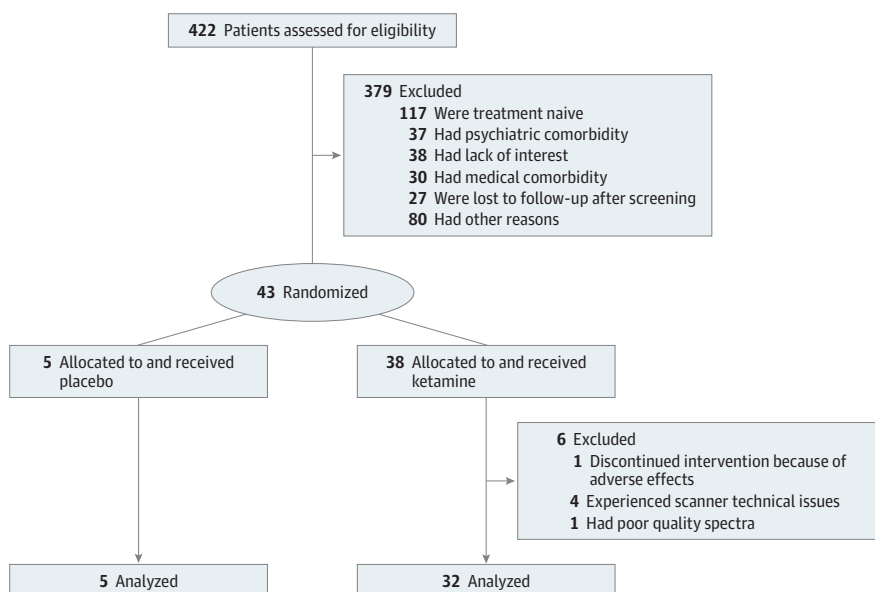 422 Patients assessed for eligibility
379 Excluded
117 Were treatment naive
37 Had psychiatric comorbidity
38 Had lack of interest
30 Had medical comorbidity
27 Were lost to follow-up after screening
80 Had other reasons
43 Randomized
5 Allocated to and received
placebo
38 Allocated to and received
ketamine
6 Excluded
1 Discontinued intervention because of
adverse effects
4 Experienced scanner technical issues
1 Had poor quality spectra
5 Analyzed
32 Analyzed